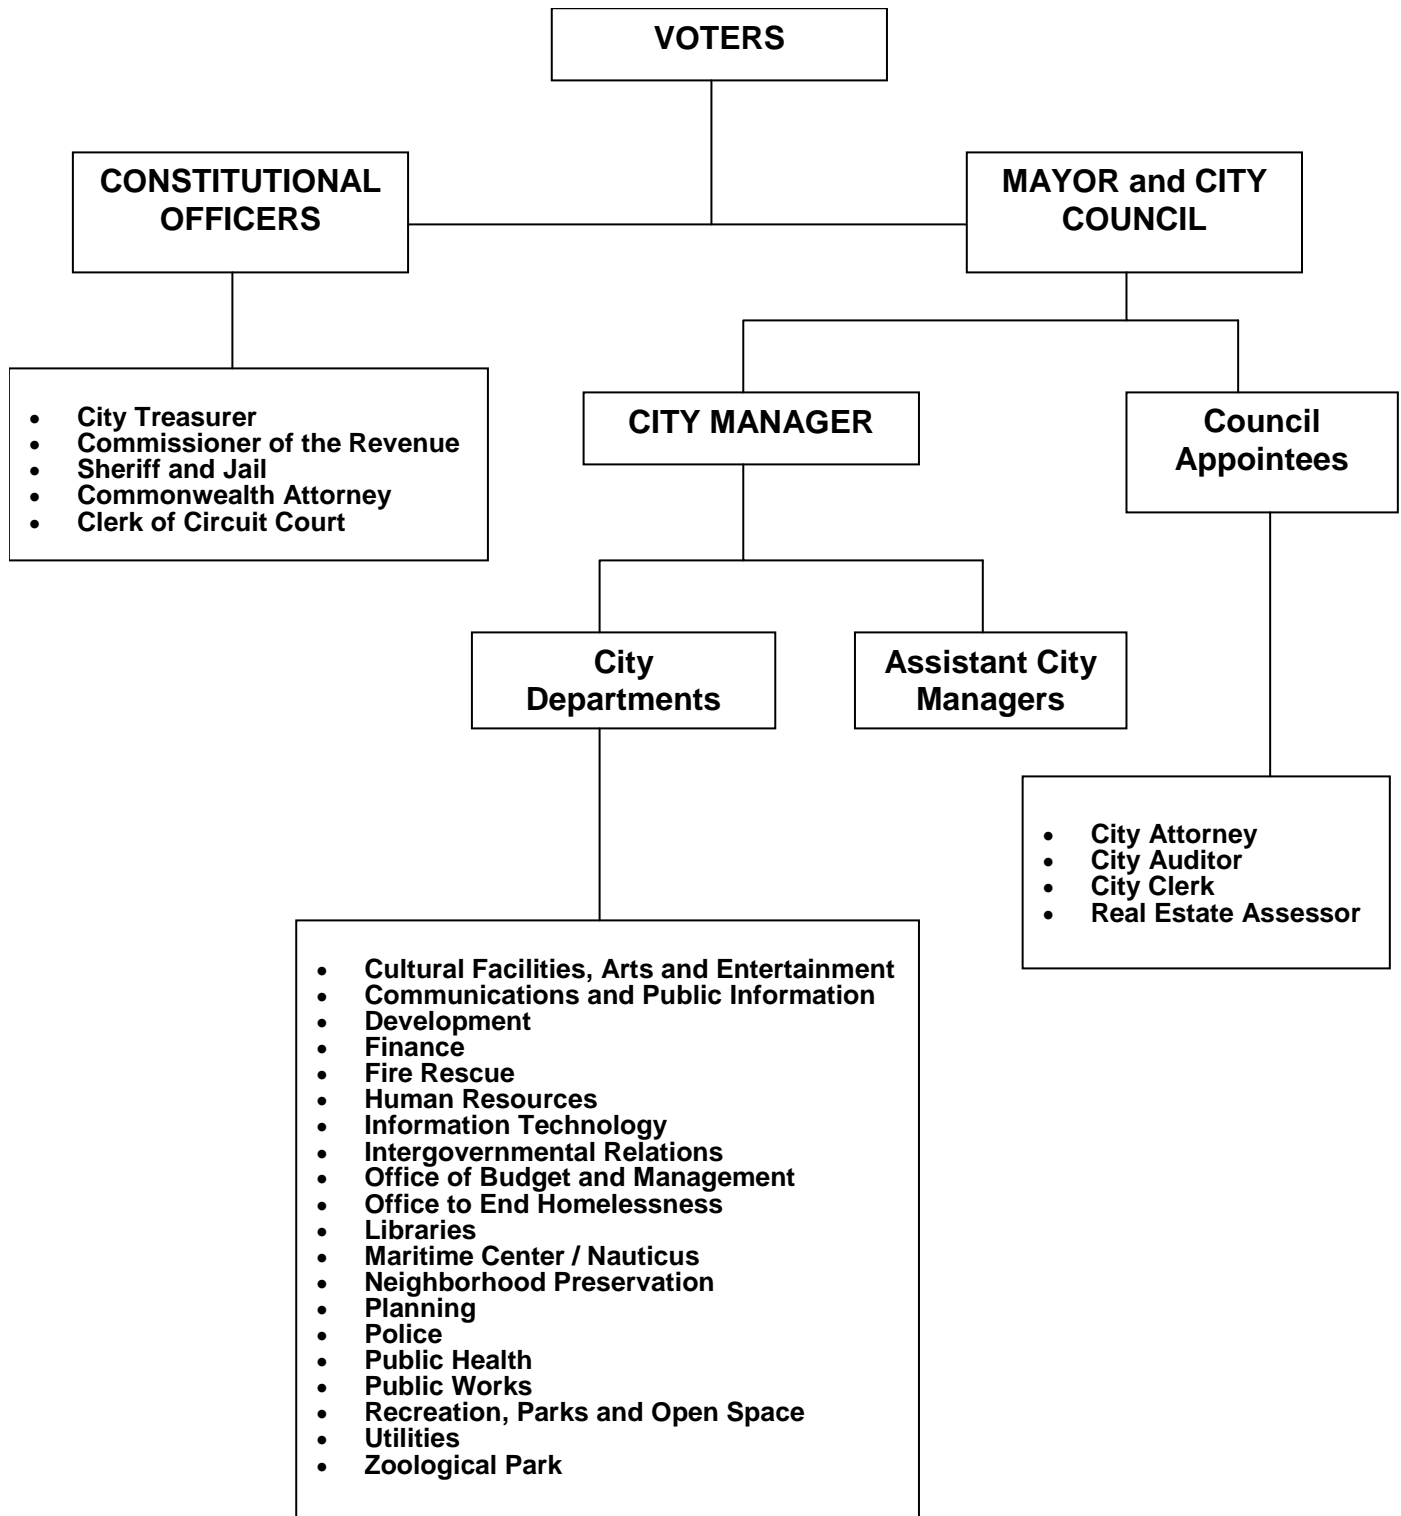 VOTERS
CONSTITUTIONAL
OFFICERS
MAYOR and CITY
COUNCIL
• City Treasurer
• Commissioner of the Revenue
• Sheriff and Jail
• Commonwealth Attorney
• Clerk of Circuit Court
CITY MANAGER
Council
Appointees
City
Departments
Assistant City
Managers
• City Attorney
• City Auditor
• City Clerk
• Real Estate Assessor
• Cultural Facilities, Arts and Entertainment
• Communications and Public Information
• Development
• Finance
• Fire Rescue
• Human Resources
• Information Technology
• Intergovernmental Relations
• Office of Budget and Management
• Office to End Homelessness
• Libraries
• Maritime Center / Nauticus
• Neighborhood Preservation
• Planning
• Police
• Public Health
• Public Works
• Recreation, Parks and Open Space
• Utilities
• Zoological Park